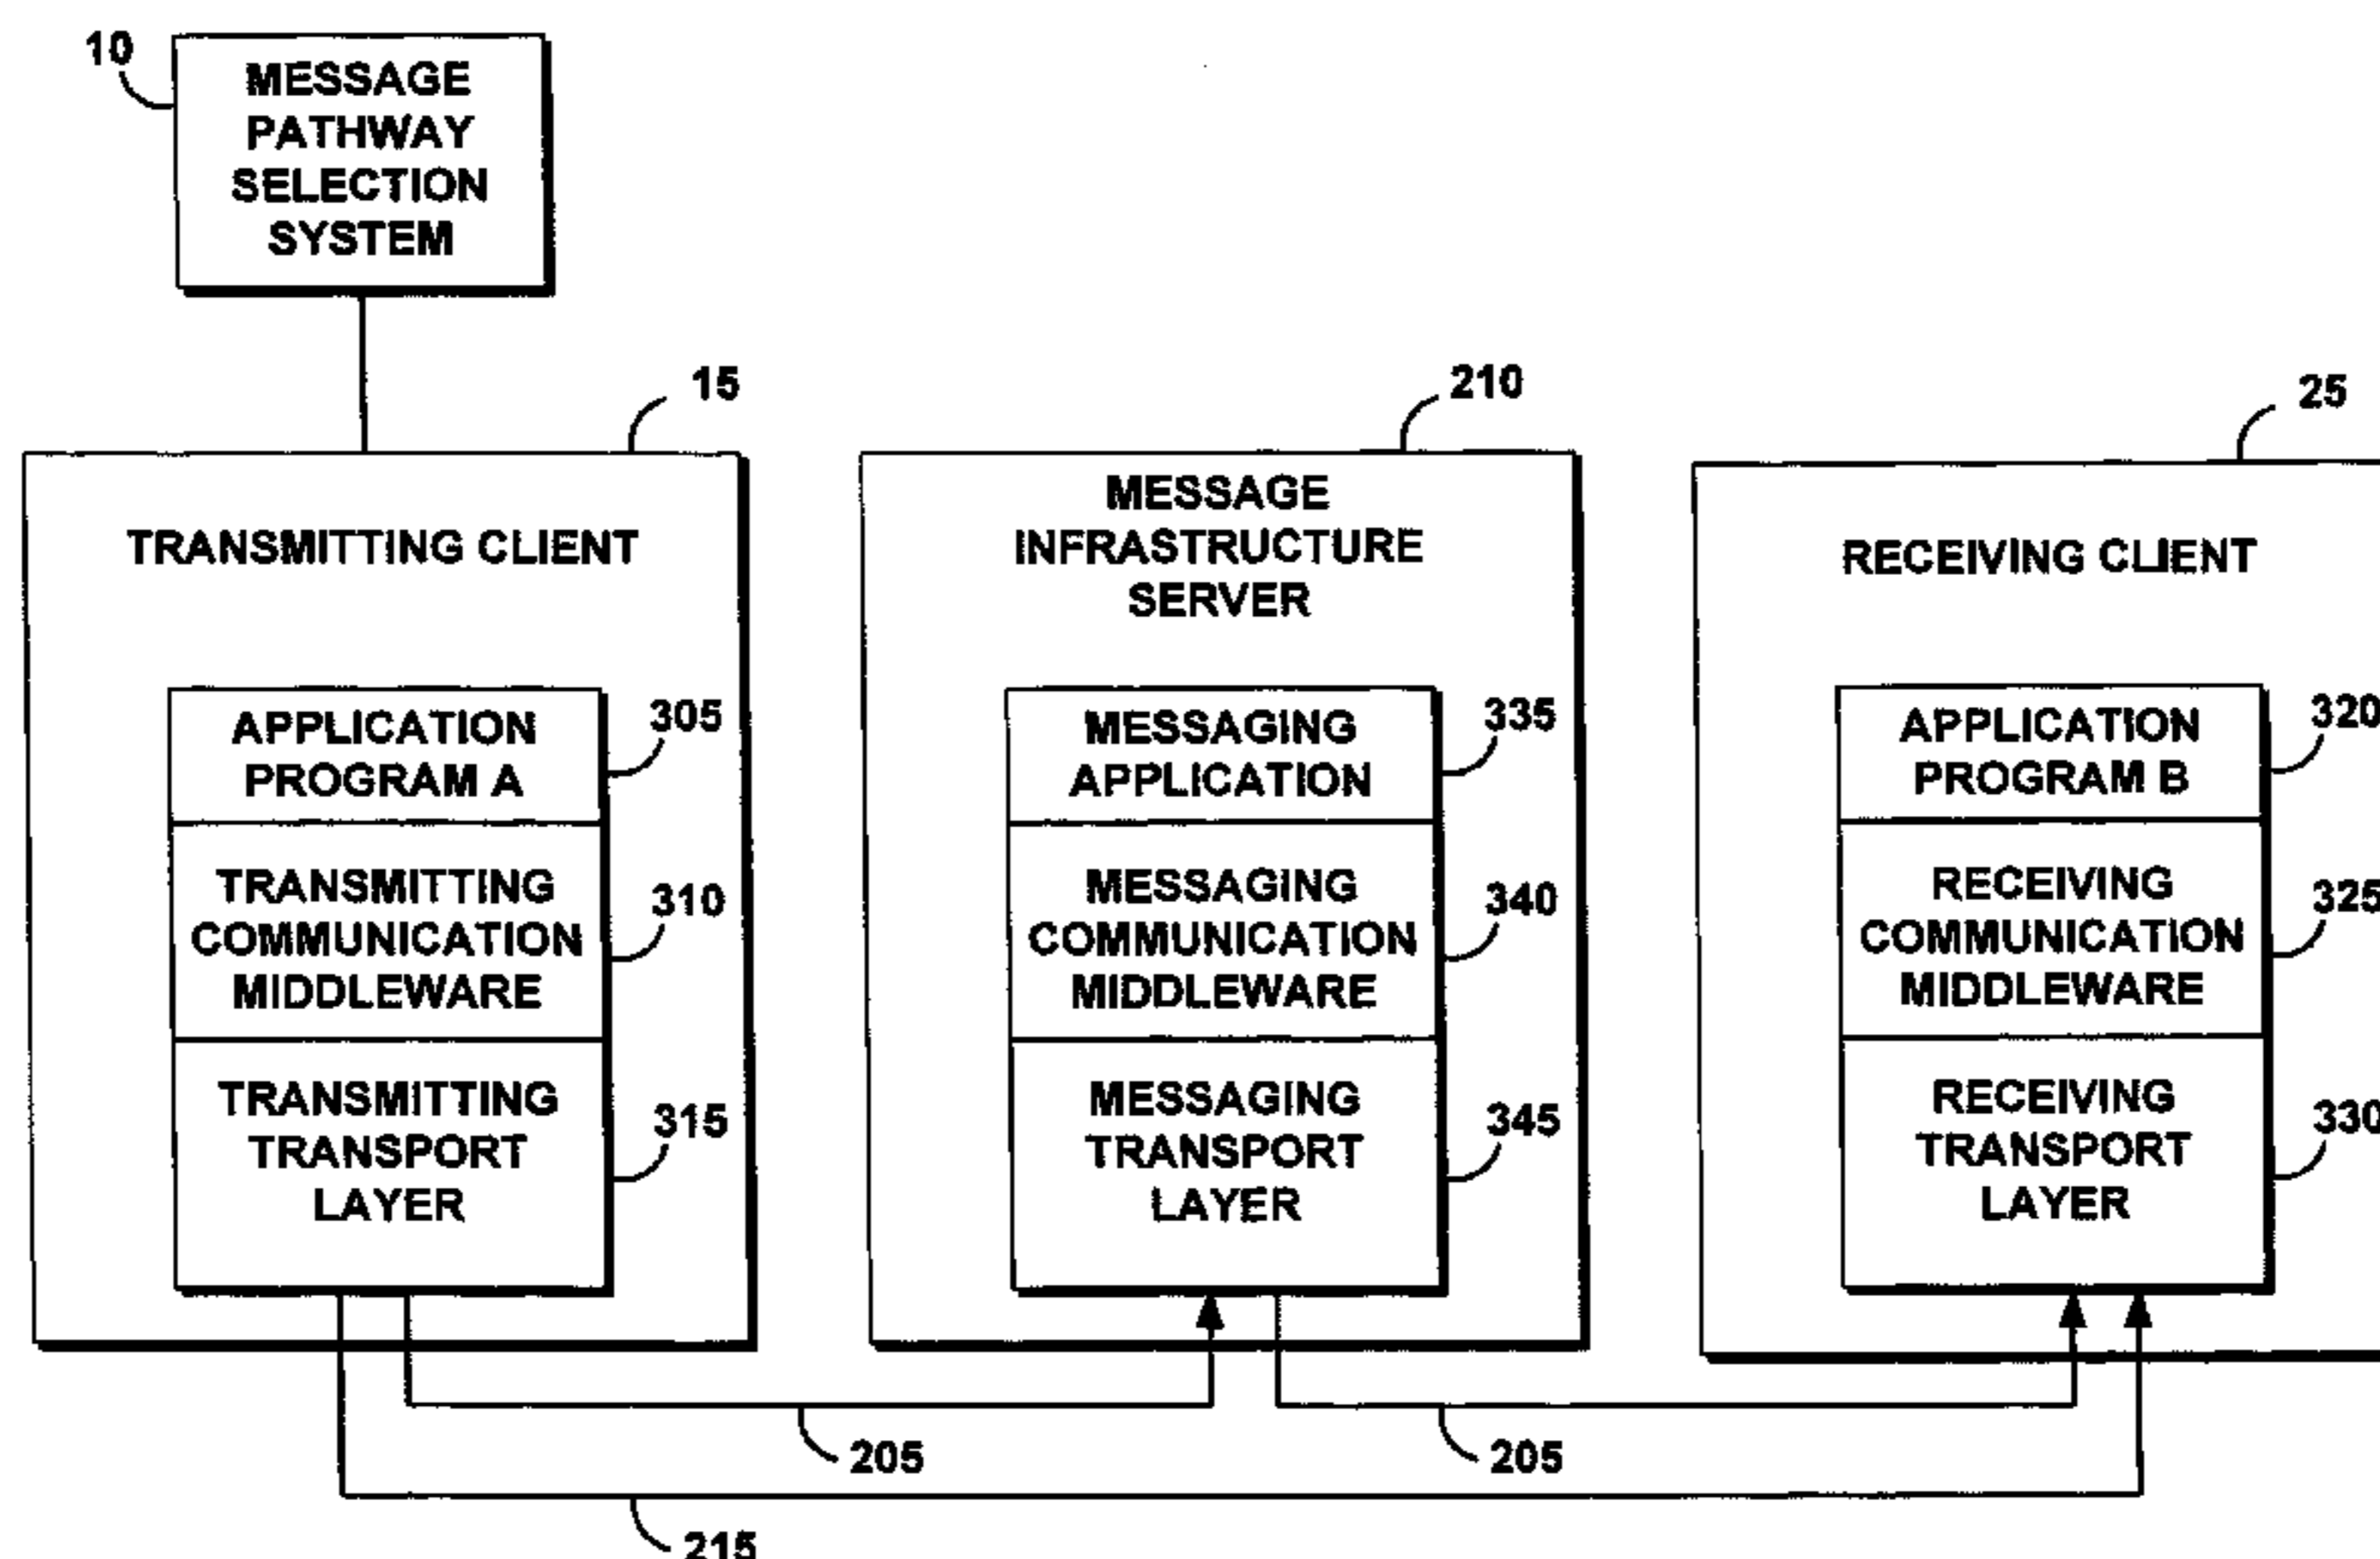 10
MESSAGE
PATHWAY
SELECTION
SYSTEM
15
210
25
TRANSMITTING CLIENT
MESSAGE
INFRASTRUCTURE
SERVER
RECEIVING CLIENT
APPLICATION
PROGRAM A
305
TRANSMITTING
COMMUNICATION
MIDDLEWARE
310
TRANSMITTING
TRANSPORT
LAYER
315
MESSAGING
APPLICATION
335
MESSAGING
COMMUNICATION
MIDDLEWARE
340
MESSAGING
TRANSPORT
LAYER
345
APPLICATION
PROGRAM B
320
RECEIVING
COMMUNICATION
MIDDLEWARE
325
RECEIVING
TRANSPORT
LAYER
330
205
205
215